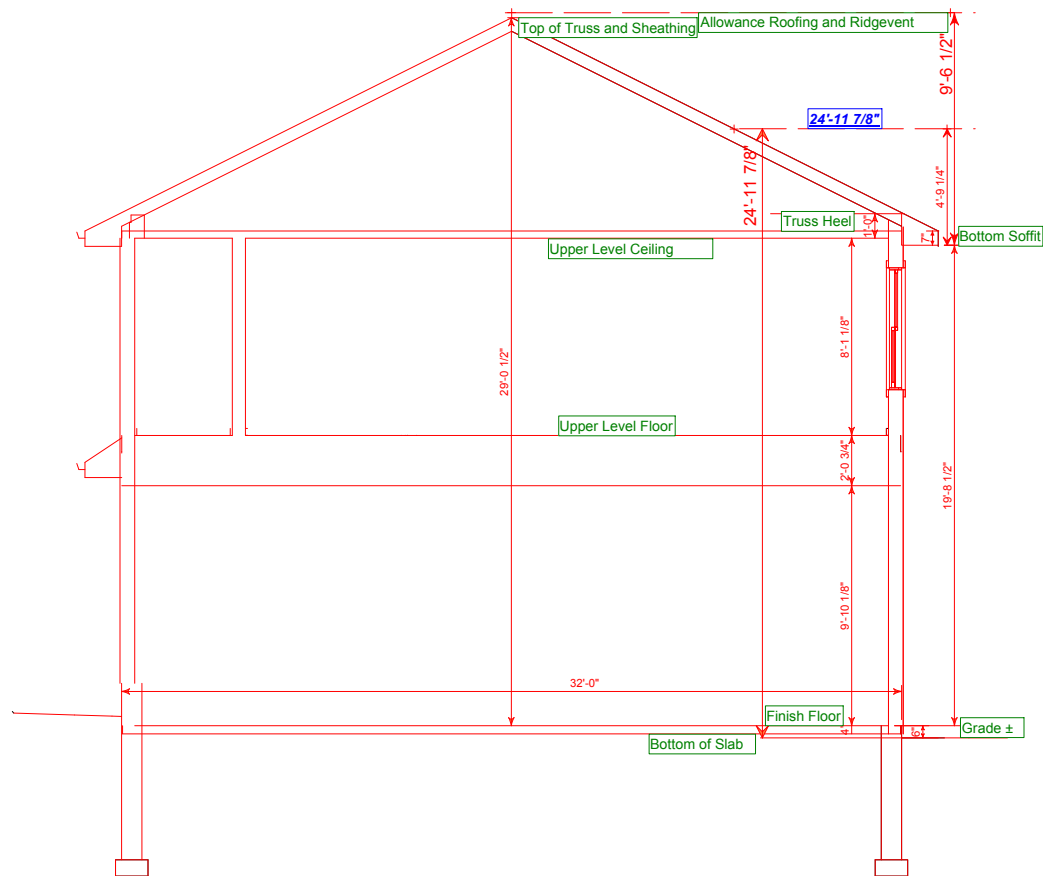 Top of Truss and Sheathing
Allowance Roofing and Ridgevent
9'-6 1/2"
24'-11 7/8"
24'-11 7/8"
4'-9 1/4"
Truss Heel
1'-0"
7"
Bottom Soffit
Upper Level Ceiling
8'-1 1/8"
29'-0 1/2"
Upper Level Floor
2'-0 3/4"
19'-8 1/2"
9'-10 1/8"
32'-0"
Finish Floor
4"
6"
Grade ±
Bottom of Slab